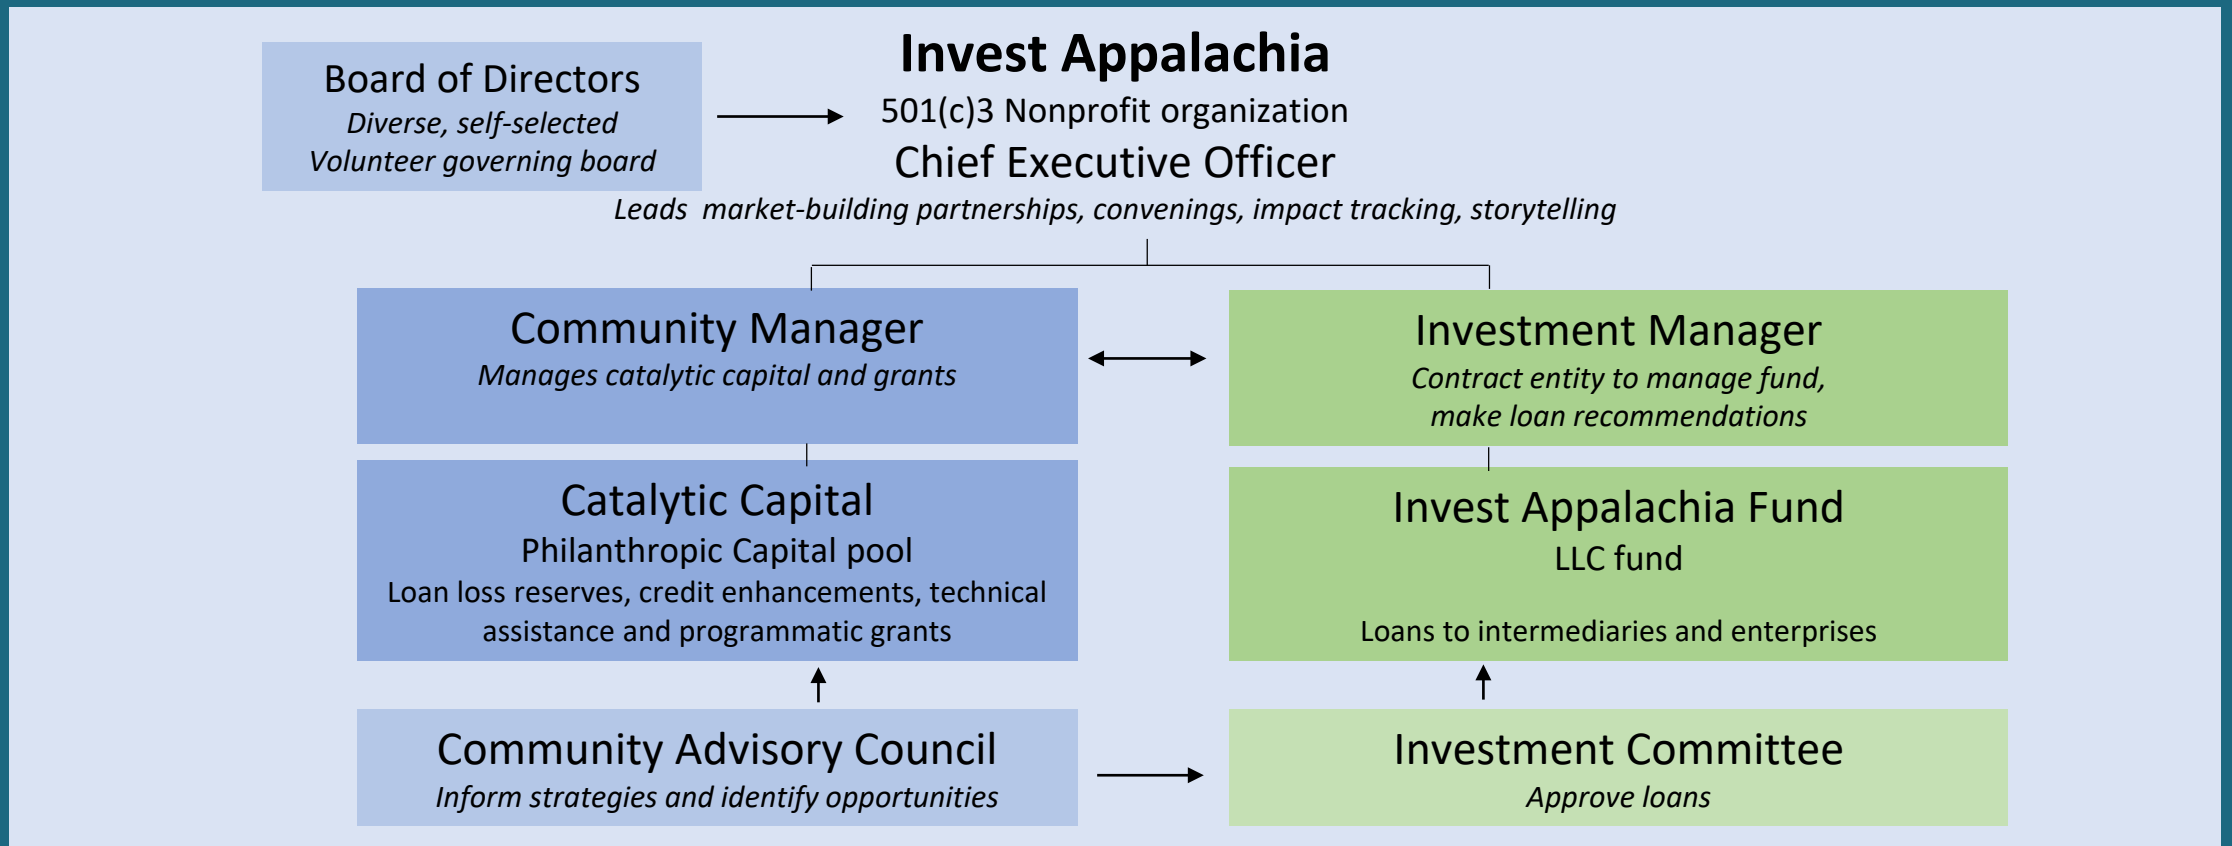 Board of Directors
Diverse, self-selected
Volunteer governing board
Invest Appalachia
501(c)3 Nonprofit organization
Chief Executive Officer
Leads  market-building partnerships, convenings, impact tracking, storytelling
Community Manager
Manages catalytic capital and grants
Investment Manager
Contract entity to manage fund,
make loan recommendations
Catalytic Capital
Philanthropic Capital pool
Loan loss reserves, credit enhancements, technical
assistance and programmatic grants
Invest Appalachia Fund
LLC fund
Loans to intermediaries and enterprises
Community Advisory Council
Inform strategies and identify opportunities
Investment Committee
Approve loans